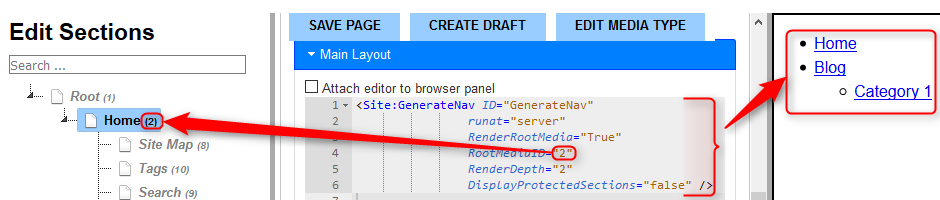 Edit Sections
Search ...
Root (1)
Home (2)
Site Map (8)
Tags (10)
Search (9)
SAVE PAGE CREATE DRAFT EDIT MEDIA TYPE
Main Layout
Attach editor to browser panel
1 <Site:GenerateNav ID="GenerateNav"
2 runat="server"
3 RenderRootMedia="True"
4 RootMediaID="2"
5 RenderDepth="2"
6 DisplayProtectedSections="false" />
7
Home
Blog
Category 1